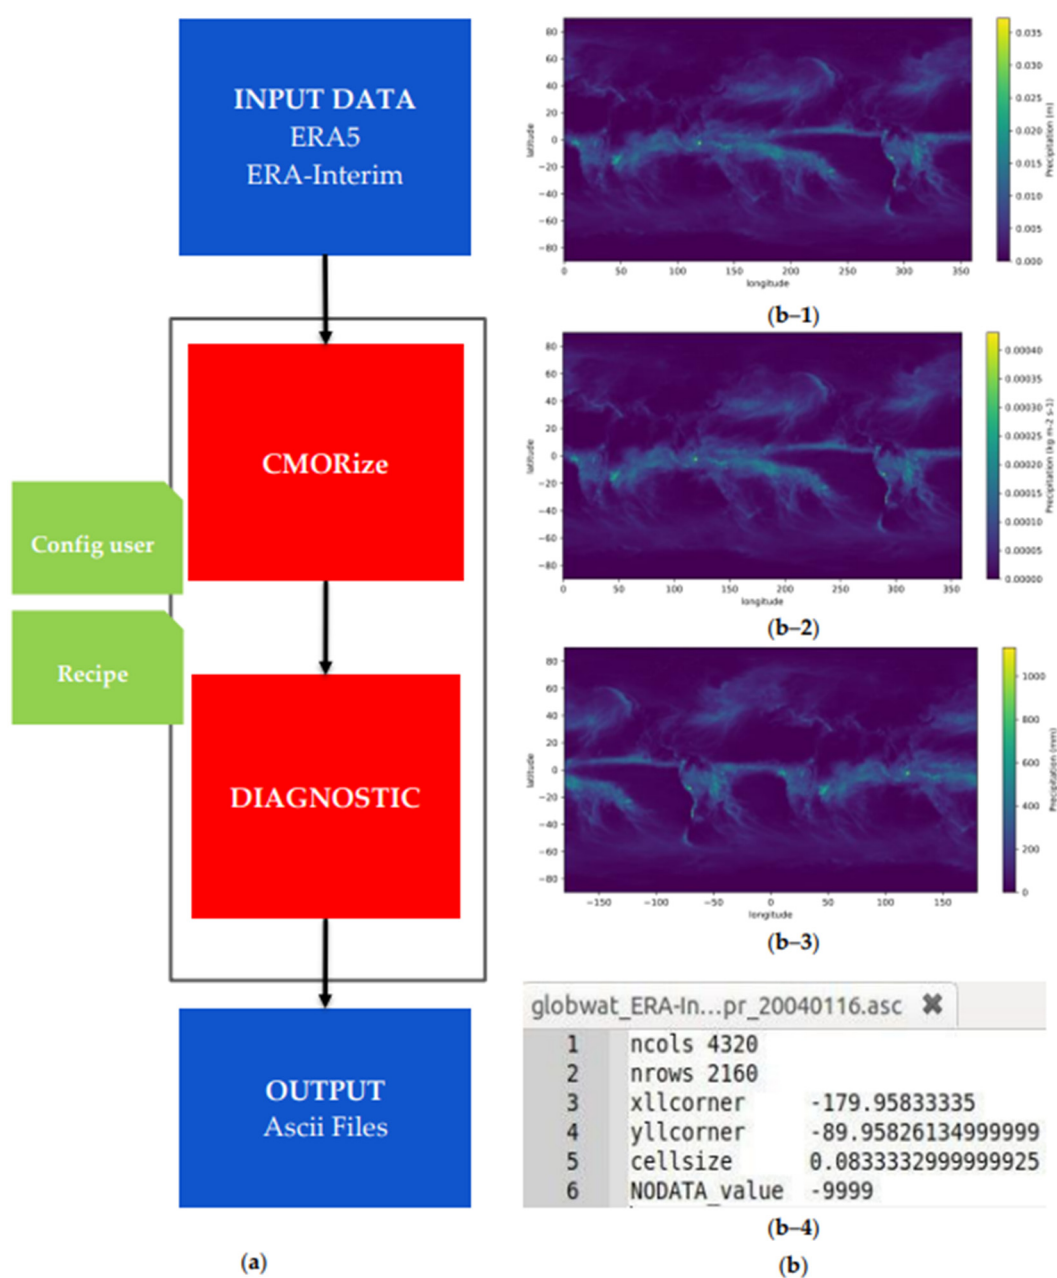 INPUT DATA
ERA5
ERA-Interim
CMORize
Config user
Recipe
DIAGNOSTIC
OUTPUT
Ascii Files
(a)
80
60
40
20
0
−20
−40
−60
−80
latitude
0 50 100 150 200 250 300 350
longitude
0.035
0.030
0.025
0.020
0.015
0.010
0.005
0.000
Precipitation (m)
(b–1)
80
60
40
20
0
−20
−40
−60
−80
latitude
0 50 100 150 200 250 300 350
longitude
0.00040
0.00035
0.00030
0.00025
0.00020
0.00015
0.00010
0.00005
0.00000
Precipitation (kg m-2 s-1)
(b–2)
80
60
40
20
0
−20
−40
−60
−80
latitude
−150 −100 −50 0 50 100 150
longitude
1000
800
600
400
200
0
Precipitation (mm)
(b–3)
globwat_ERA-In...pr_20040116.asc ✖
1 ncols 4320
2 nrows 2160
3 xllcorner -179.95833335
4 yllcorner -89.95826134999999
5 cellsize 0.0833332999999925
6 NODATA_value -9999
(b–4)
(b)